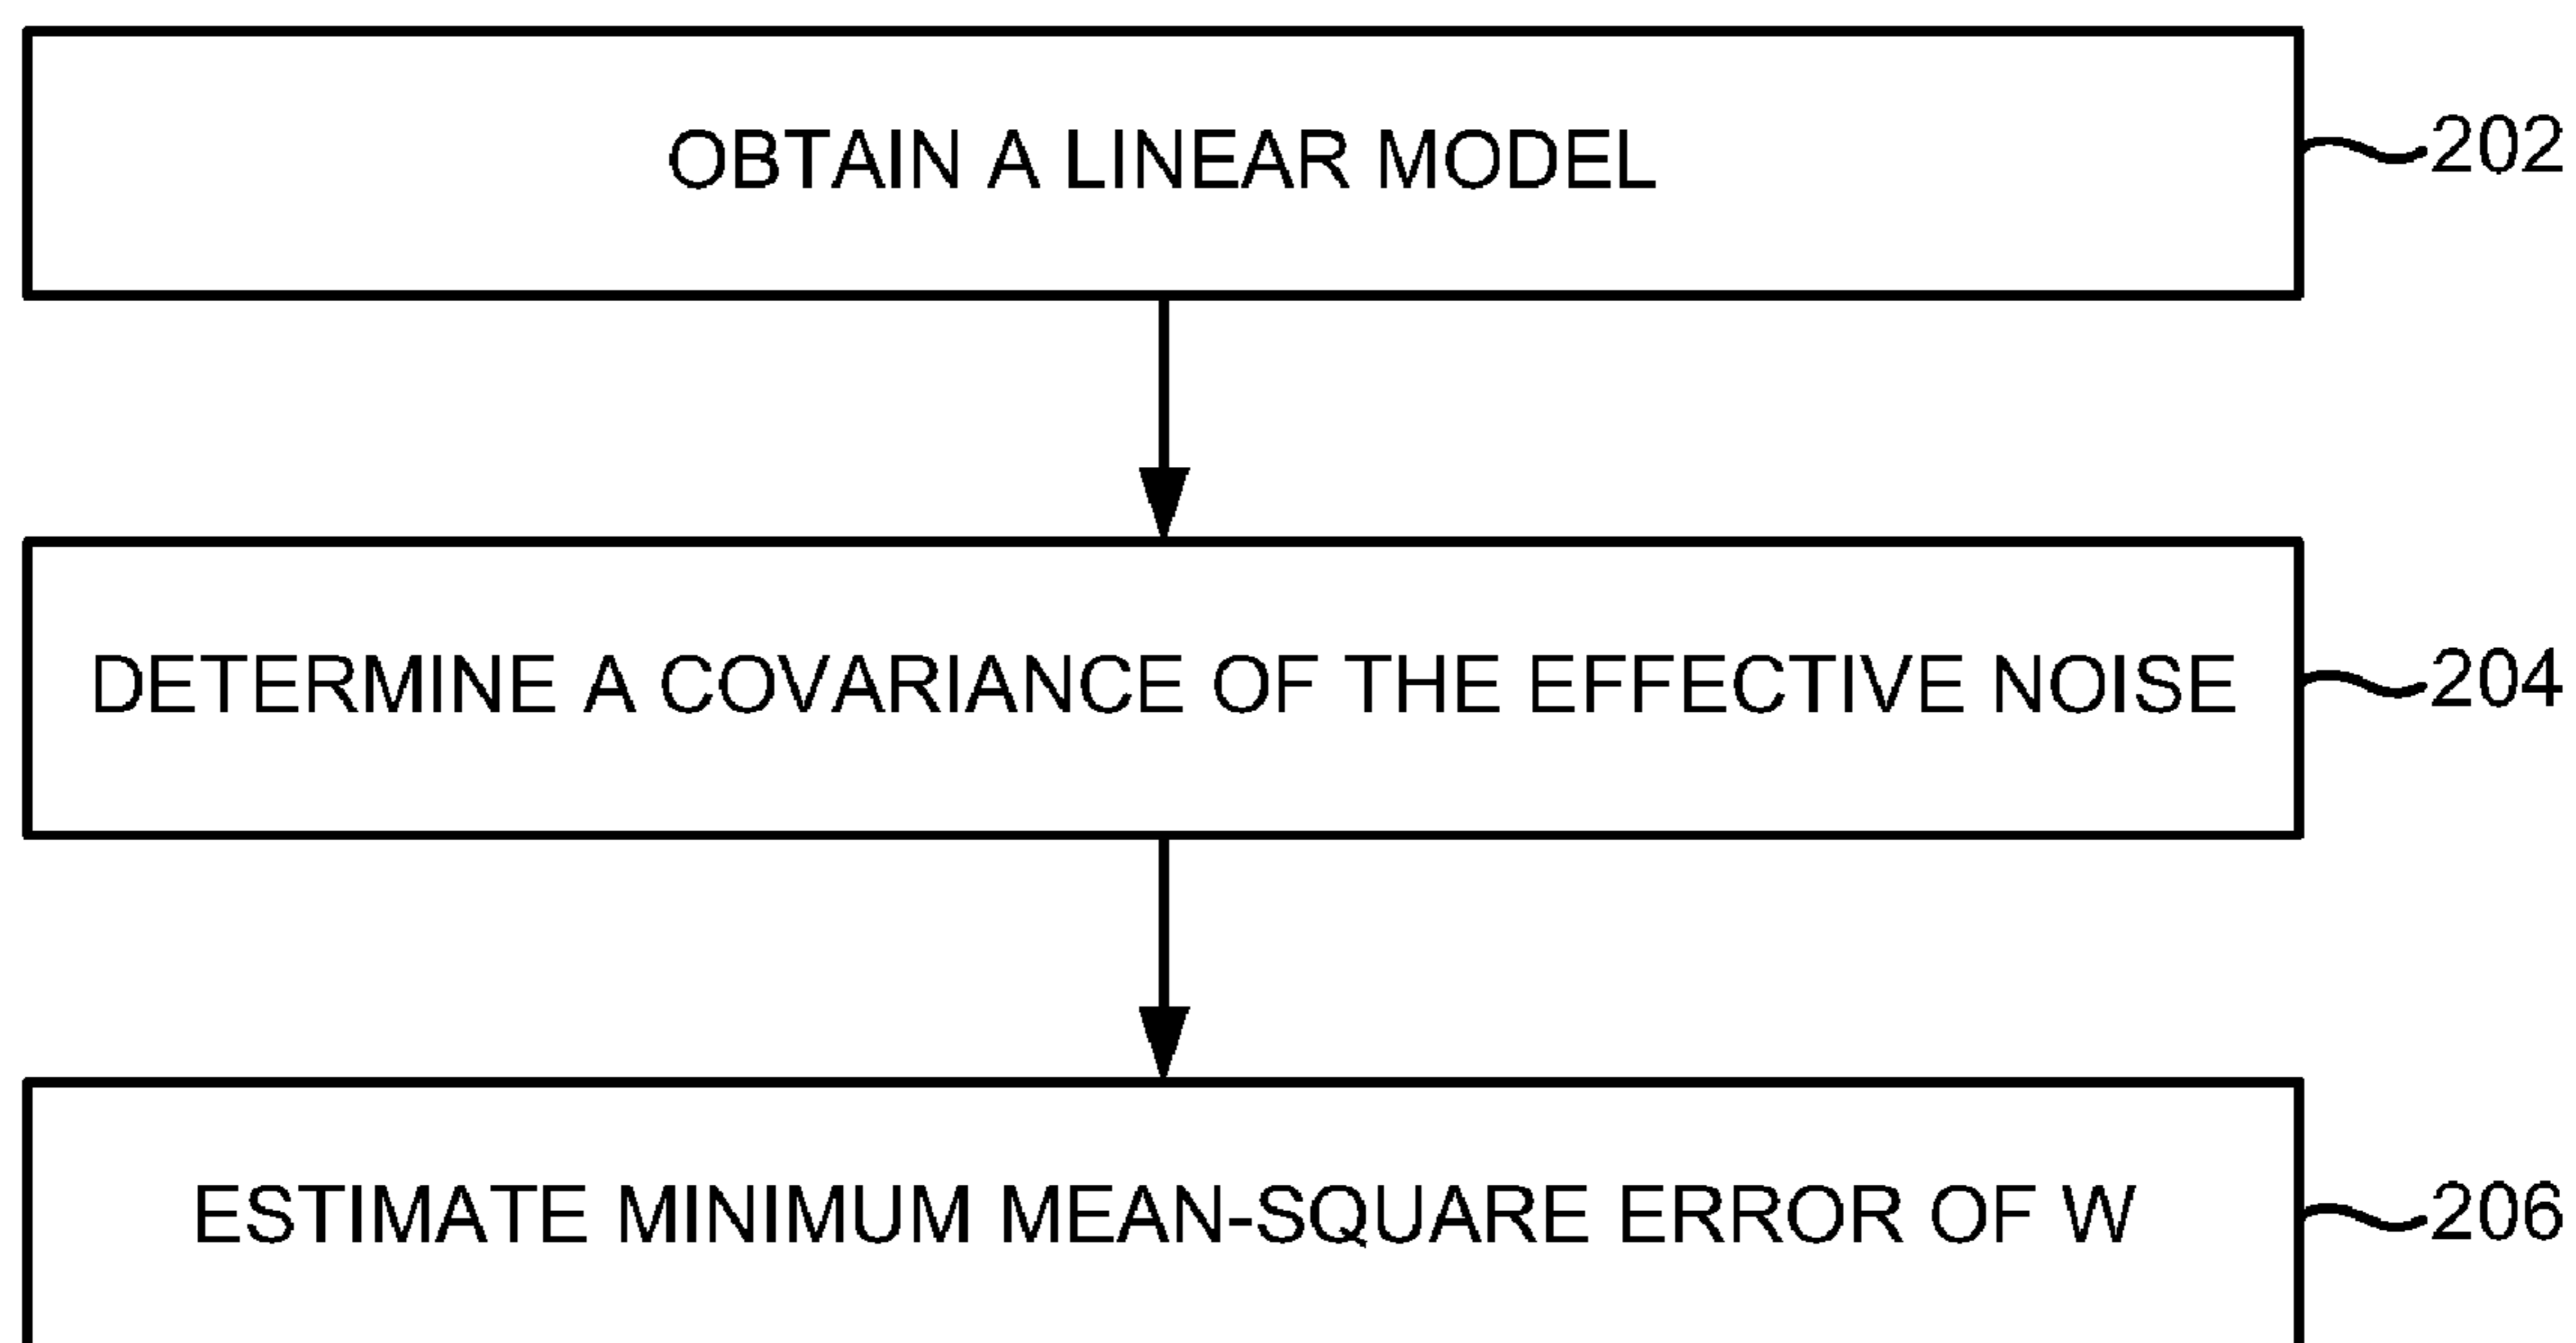 OBTAIN A LINEAR MODEL
202
DETERMINE A COVARIANCE OF THE EFFECTIVE NOISE
204
ESTIMATE MINIMUM MEAN-SQUARE ERROR OF W
206